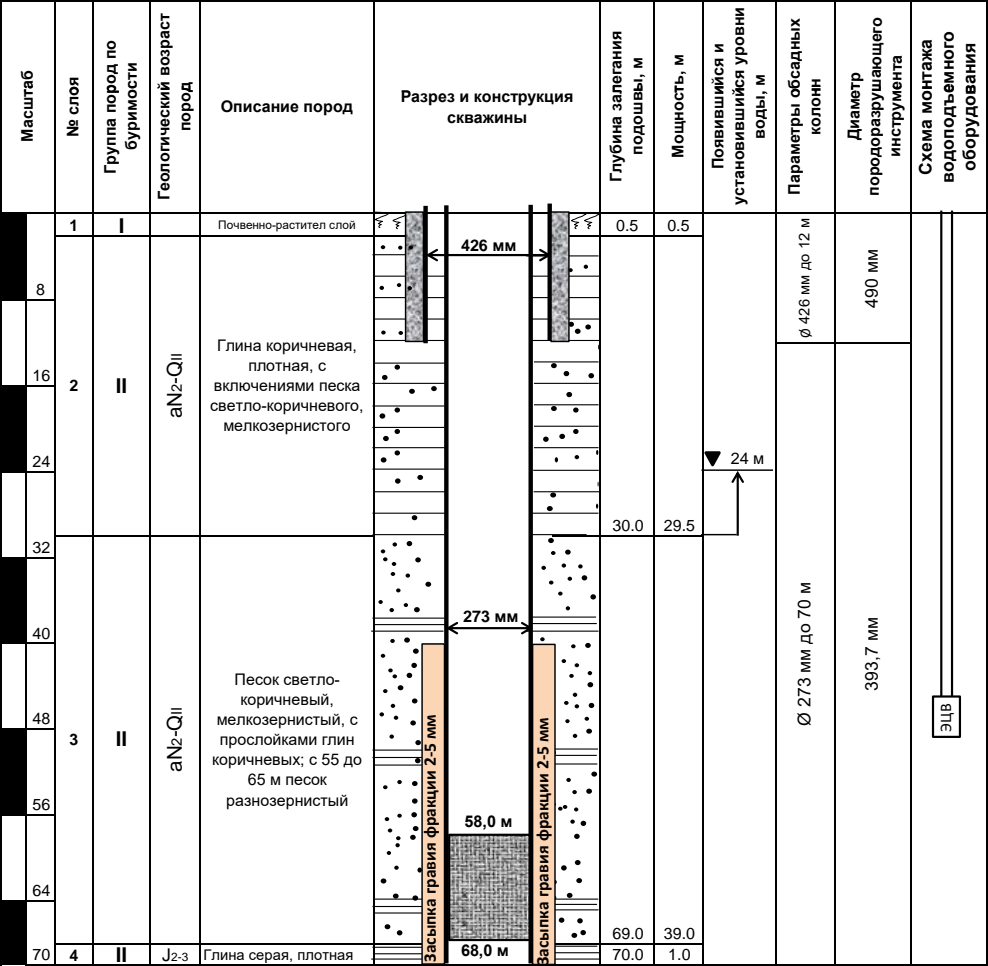 Масштаб
№ слоя
Группа пород по
буримости
Геологический возраст
пород
Описание пород
Разрез и конструкция
скважины
Глубина залегания
подошвы, м
Мощность, м
Появившийся и
установившийся уровни
воды, м
Параметры обсадных
колонн
Диаметр
породоразрушающего
инструмента
Схема монтажа
водоподъемного
оборудования
1
I
Почвенно-растител слой
0.5
0.5
426 мм
Ø 426 мм до 12 м
490 мм
8
16
24
2
II
aN2-QII
Глина коричневая,
плотная, с
включениями песка
светло-коричневого,
мелкозернистого
24 м
30.0
29.5
32
40
48
56
64
3
II
aN2-QII
Песок светло-
коричневый,
мелкозернистый, с
прослойками глин
коричневых; с 55 до
65 м песок
разнозернистый
273 мм
Засыпка гравия фракции 2-5 мм
Засыпка гравия фракции 2-5 мм
58,0 м
Ø 273 мм до 70 м
393,7 мм
ЭЦВ
69.0
39.0
70
4
II
J2-3
Глина серая, плотная
68,0 м
70.0
1.0